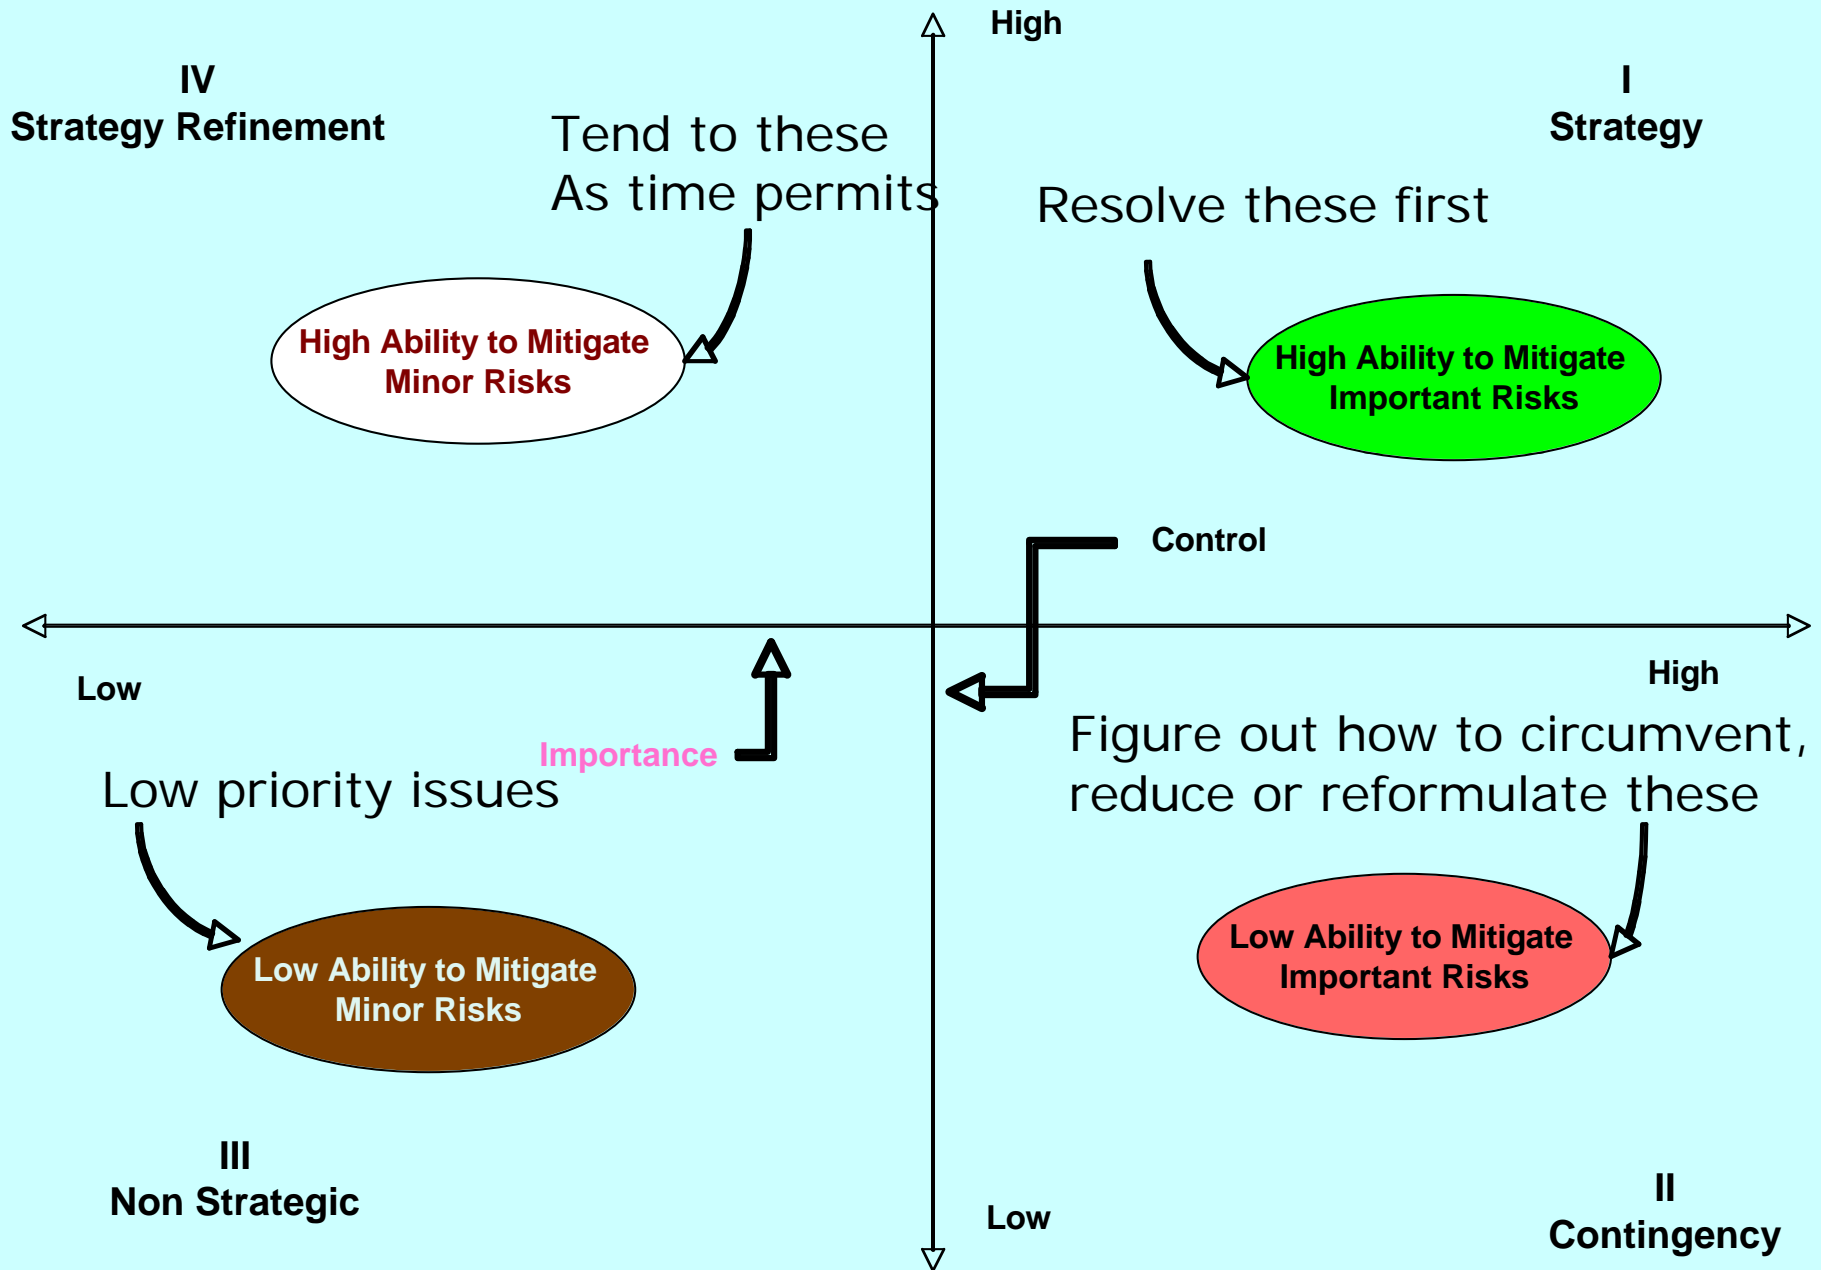 High
IV
Strategy Refinement
Tend to these
As time permits
High Ability to Mitigate
Minor Risks
I
Strategy
Resolve these first
High Ability to Mitigate
Important Risks
Control
Low
High
Importance
Low priority issues
Low Ability to Mitigate
Minor Risks
Figure out how to circumvent,
reduce or reformulate these
Low Ability to Mitigate
Important Risks
III
Non Strategic
Low
II
Contingency